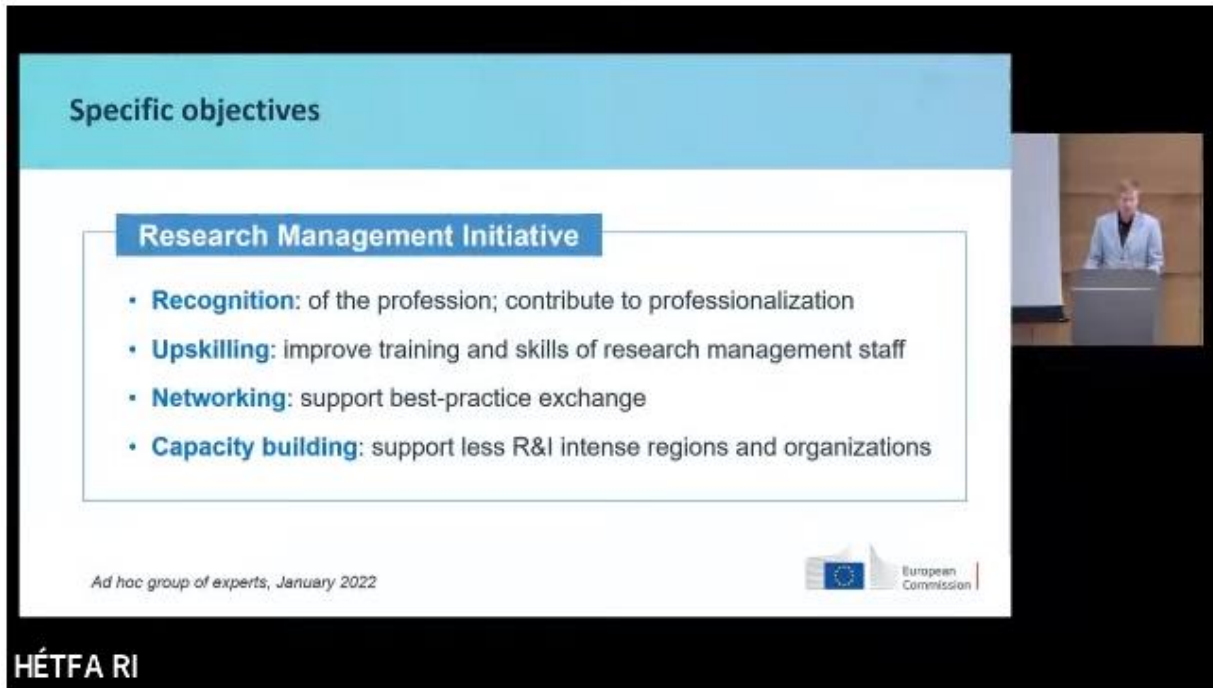 Specific objectives
Research Management Initiative
• Recognition: of the profession; contribute to professionalization
• Upskilling: improve training and skills of research management staff
• Networking: support best-practice exchange
• Capacity building: support less R&I intense regions and organizations
Ad hoc group of experts, January 2022
European
Commission
HÉTFA RI